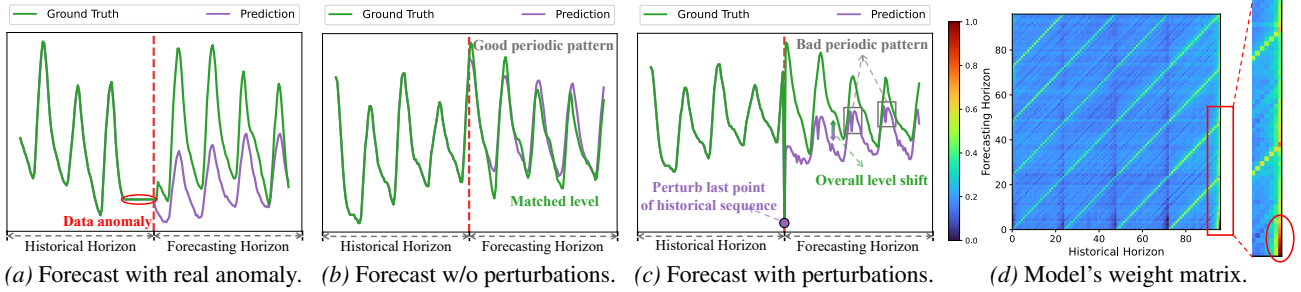 Ground Truth Prediction
Data anomaly
Historical Horizon Forecasting Horizon
(a) Forecast with real anomaly.
Ground Truth Prediction
Good periodic pattern
Matched level
Historical Horizon Forecasting Horizon
(b) Forecast w/o perturbations.
Ground Truth Prediction
Bad periodic pattern
Overall level shift
Perturb last point
of historical sequence
Historical Horizon Forecasting Horizon
(c) Forecast with perturbations.
1.0
0.8
0.6
0.4
0.2
0.0
Forecasting Horizon
80
60
40
20
0
0 20 40 60 80
Historical Horizon
(d) Model's weight matrix.